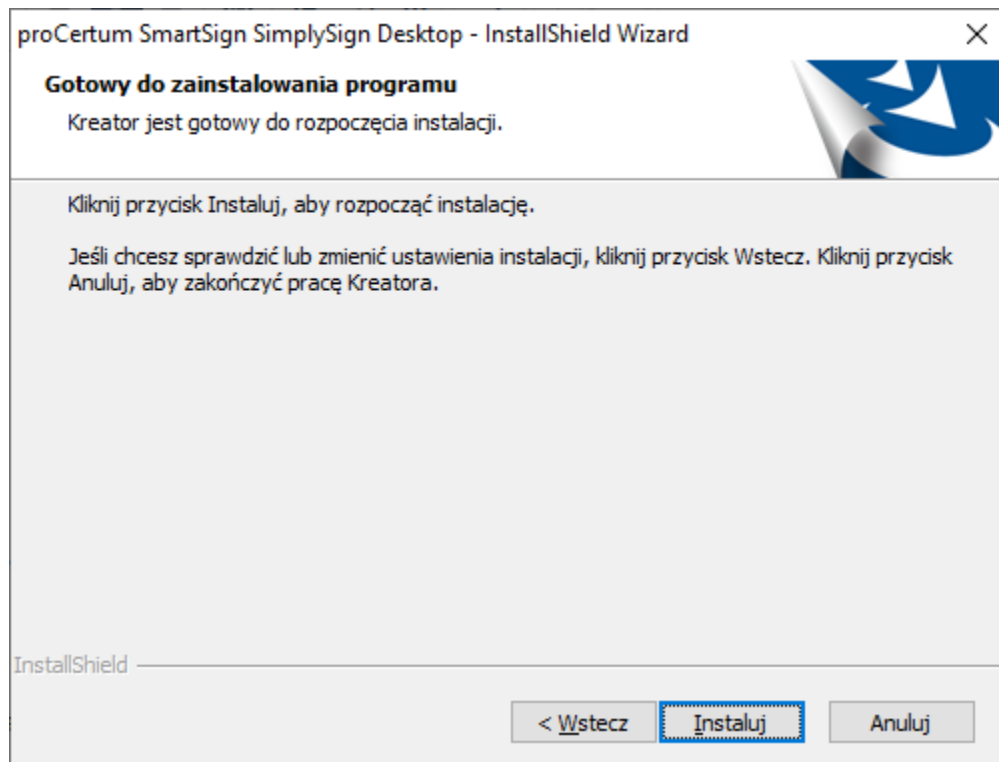 proCertum SmartSign SimplySign Desktop - InstallShield Wizard
Gotowy do zainstalowania programu
Kreator jest gotowy do rozpoczęcia instalacji.
Kliknij przycisk Instaluj, aby rozpocząć instalację.
Jeśli chcesz sprawdzić lub zmienić ustawienia instalacji, kliknij przycisk Wstecz. Kliknij przycisk
Anuluj, aby zakończyć pracę Kreatora.
InstallShield
< Wstecz Instaluj Anuluj